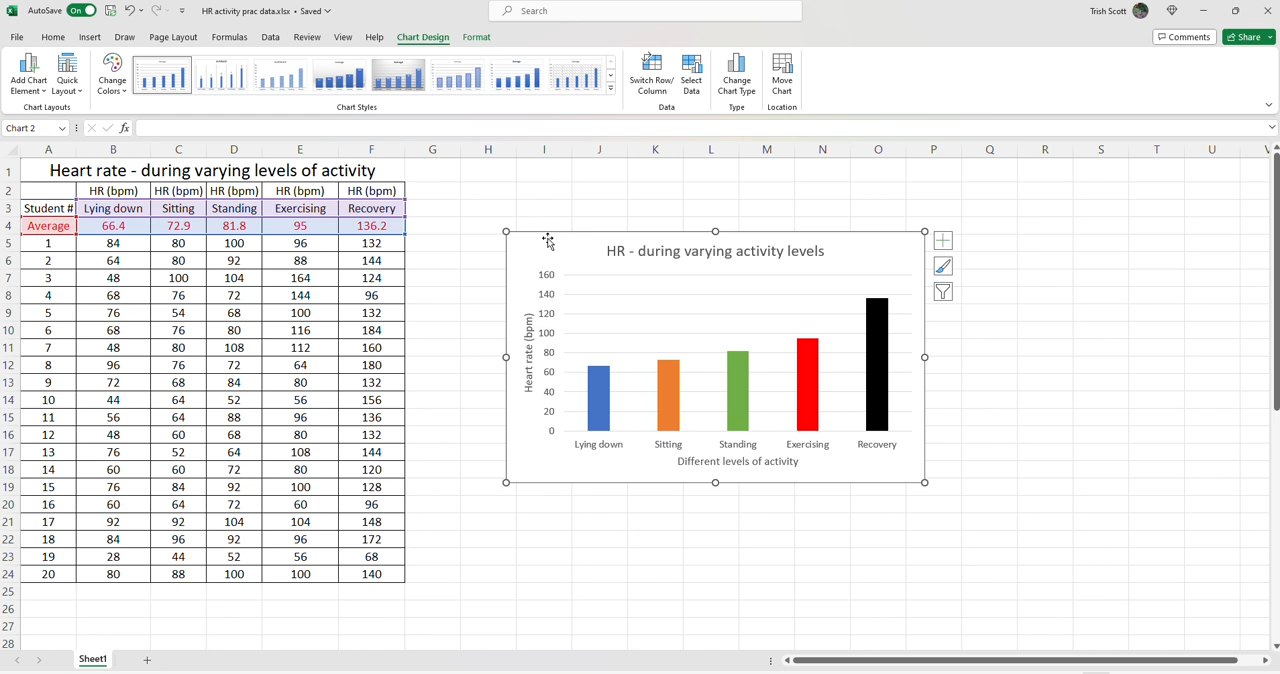 AutoSave On HR activity prac data.xlsx • Saved Search Trish Scott
File Home Insert Draw Page Layout Formulas Data Review View Help Chart Design Format Comments Share
Add Chart Element Quick Layout Change Colors Switch Row/ Column Select Data Change Chart Type Move Chart
Chart Layouts Chart Styles Data Type Location
Chart 2 fx
A B C D E F G H I J K L M N O P Q R S T U
1 Heart rate - during varying levels of activity
2 HR (bpm) HR (bpm) HR (bpm) HR (bpm) HR (bpm)
3 Student # Lying down Sitting Standing Exercising Recovery
4 Average 66.4 72.9 81.8 95 136.2
5 1 84 80 100 96 132
6 2 64 80 92 88 144
7 3 48 100 104 164 124
8 4 68 76 72 144 96
9 5 76 54 68 100 132
10 6 68 76 80 116 184
11 7 48 80 108 112 160
12 8 96 76 72 64 180
13 9 72 68 84 80 132
14 10 44 64 52 56 156
15 11 56 64 88 96 136
16 12 48 60 68 80 132
17 13 76 52 64 108 144
18 14 60 60 72 80 120
19 15 76 84 92 100 128
20 16 60 64 72 60 96
21 17 92 92 104 104 148
22 18 84 96 92 96 172
23 19 28 44 52 56 68
24 20 80 88 100 100 140
25
26
27
28
HR - during varying activity levels
Heart rate (bpm)
160
140
120
100
80
60
40
20
0
Lying down Sitting Standing Exercising Recovery
Different levels of activity
Sheet1